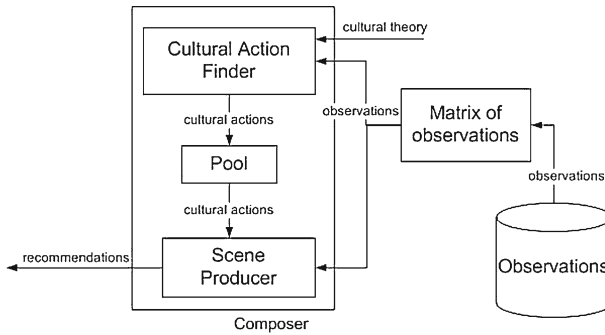 cultural theory
Cultural Action
Finder
cultural actions
observations
Matrix of
observations
Pool
observations
cultural actions
recommendations
Scene
Producer
Observations
Composer